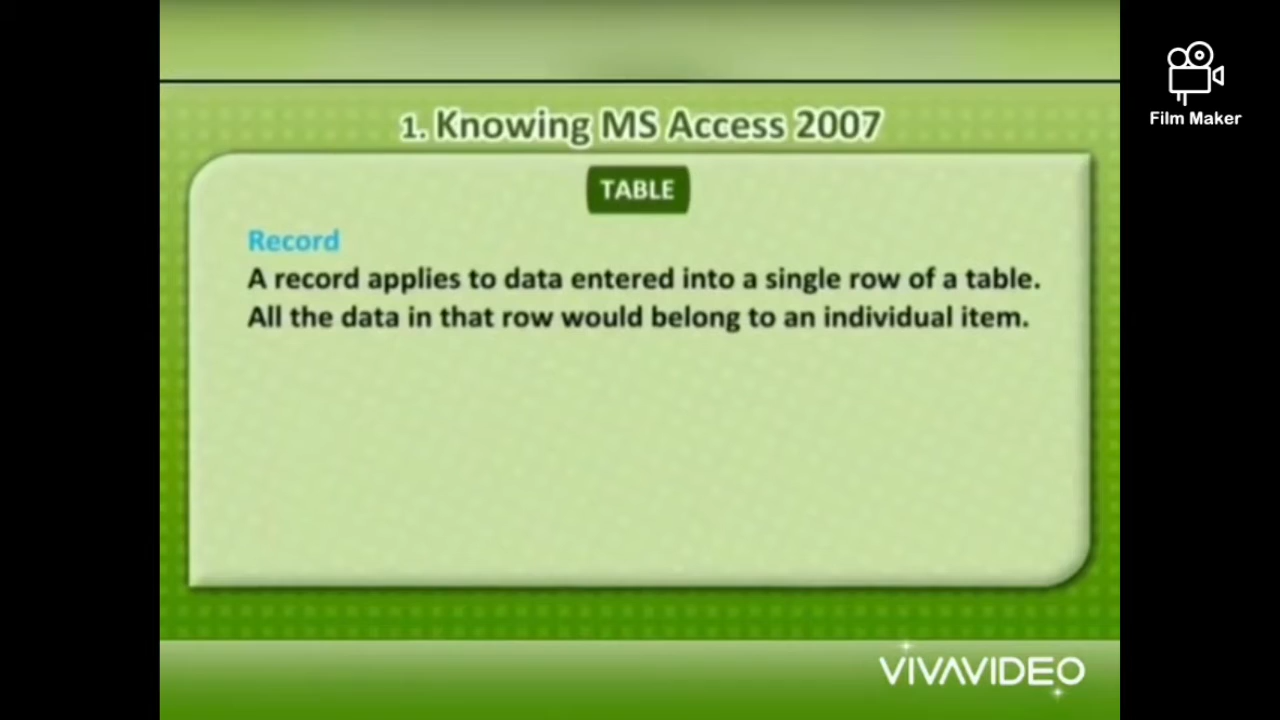 Film Maker
1. Knowing MS Access 2007
TABLE
Record
A record applies to data entered into a single row of a table.
All the data in that row would belong to an individual item.
VIVAVIDEO